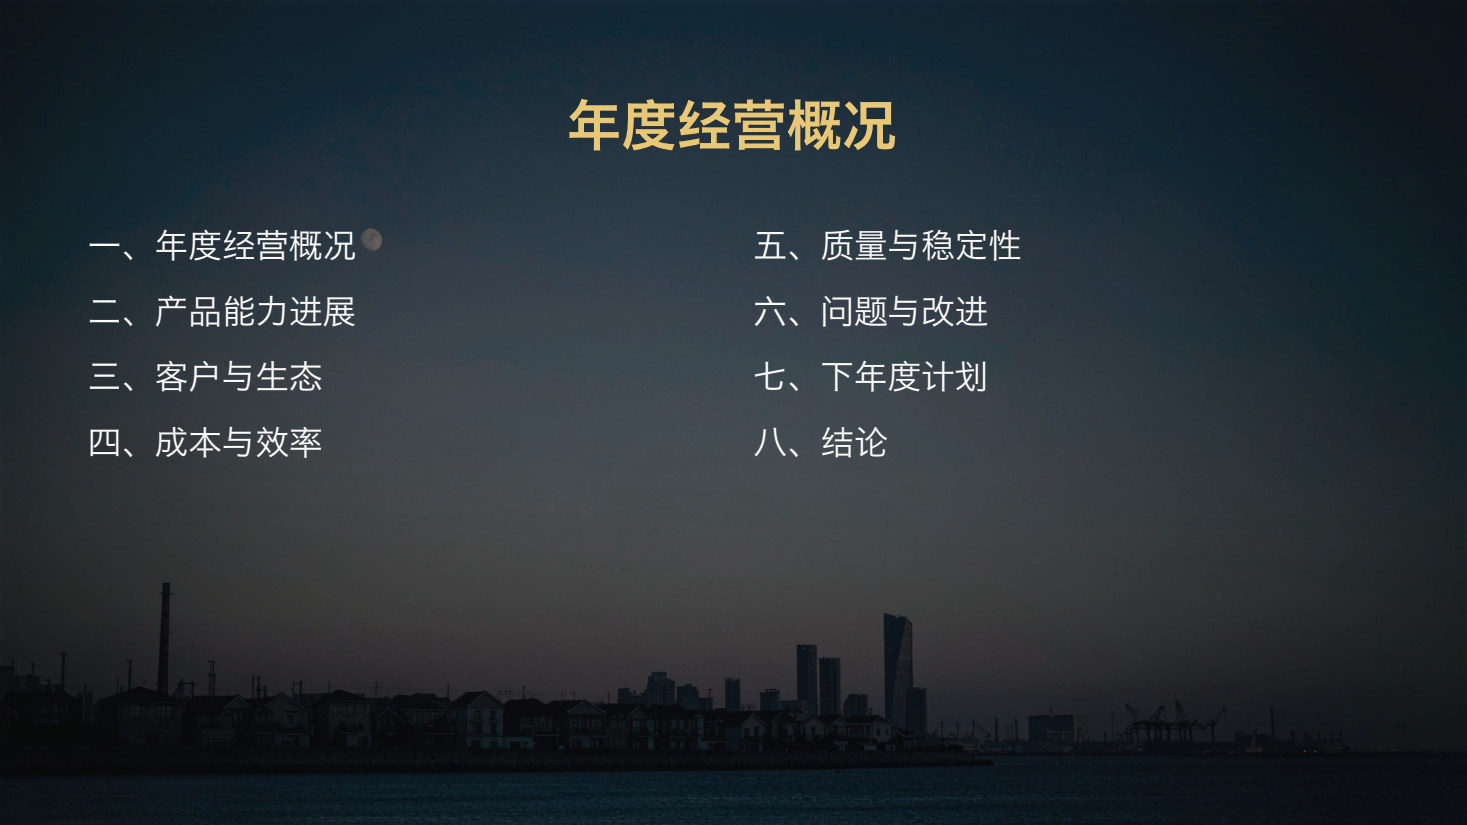 年度经营概况
一、年度经营概况
二、产品能力进展
三、客户与生态
四、成本与效率
五、质量与稳定性
六、问题与改进
七、下年度计划
八、结论